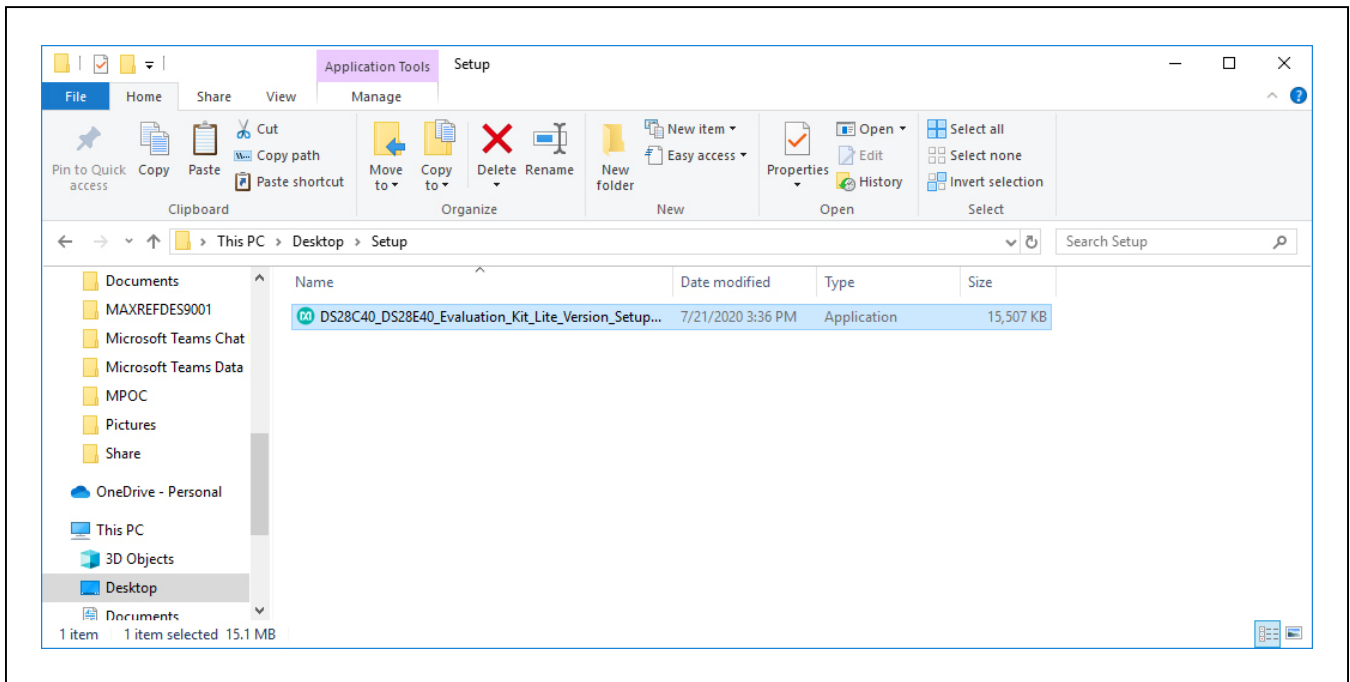 Application Tools Setup
File Home Share View Manage
Pin to Quick access
Copy
Paste
Cut
Copy path
Paste shortcut
Clipboard
Move to
Copy to
Delete
Rename
Organize
New folder
New item
Easy access
New
Properties
Open
Edit
History
Open
Select all
Select none
Invert selection
Select
This PC > Desktop > Setup
Search Setup
Documents
MAXREFDES9001
Microsoft Teams Chat
Microsoft Teams Data
MPOC
Pictures
Share
OneDrive - Personal
This PC
3D Objects
Desktop
Documents
Name Date modified Type Size
DS28C40_DS28E40_Evaluation_Kit_Lite_Version_Setup... 7/21/2020 3:36 PM Application 15,507 KB
1 item 1 item selected 15.1 MB